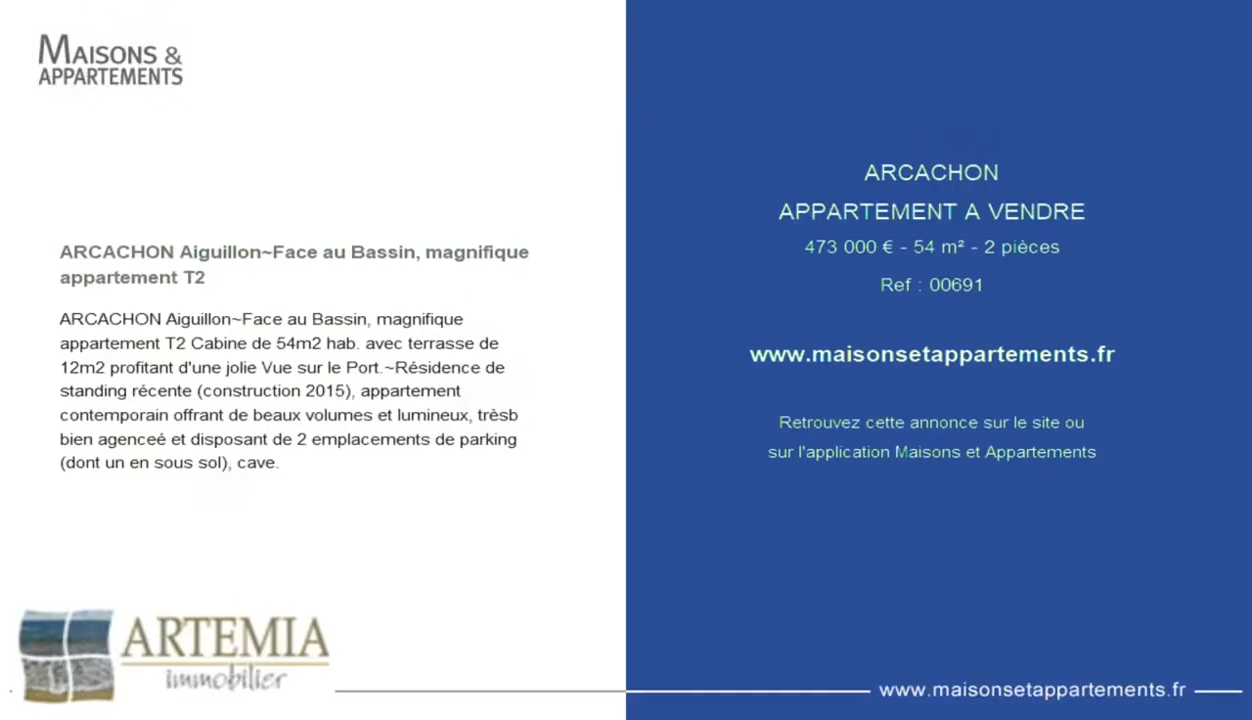 MAISONS &
APPARTEMENTS
ARCACHON Aiguillon~Face au Bassin, magnifique
appartement T2
ARCACHON Aiguillon~Face au Bassin, magnifique
appartement T2 Cabine de 54m2 hab. avec terrasse de
12m2 profitant d'une jolie Vue sur le Port.~Résidence de
standing récente (construction 2015), appartement
contemporain offrant de beaux volumes et lumineux, trèsb
bien agenceé et disposant de 2 emplacements de parking
(dont un en sous sol), cave.
ARTEMIA
immobilier
ARCACHON
APPARTEMENT A VENDRE
473 000 € - 54 m² - 2 pièces
Ref : 00691
www.maisonsetappartements.fr
Retrouvez cette annonce sur le site ou
sur l'application Maisons et Appartements
www.maisonsetappartements.fr